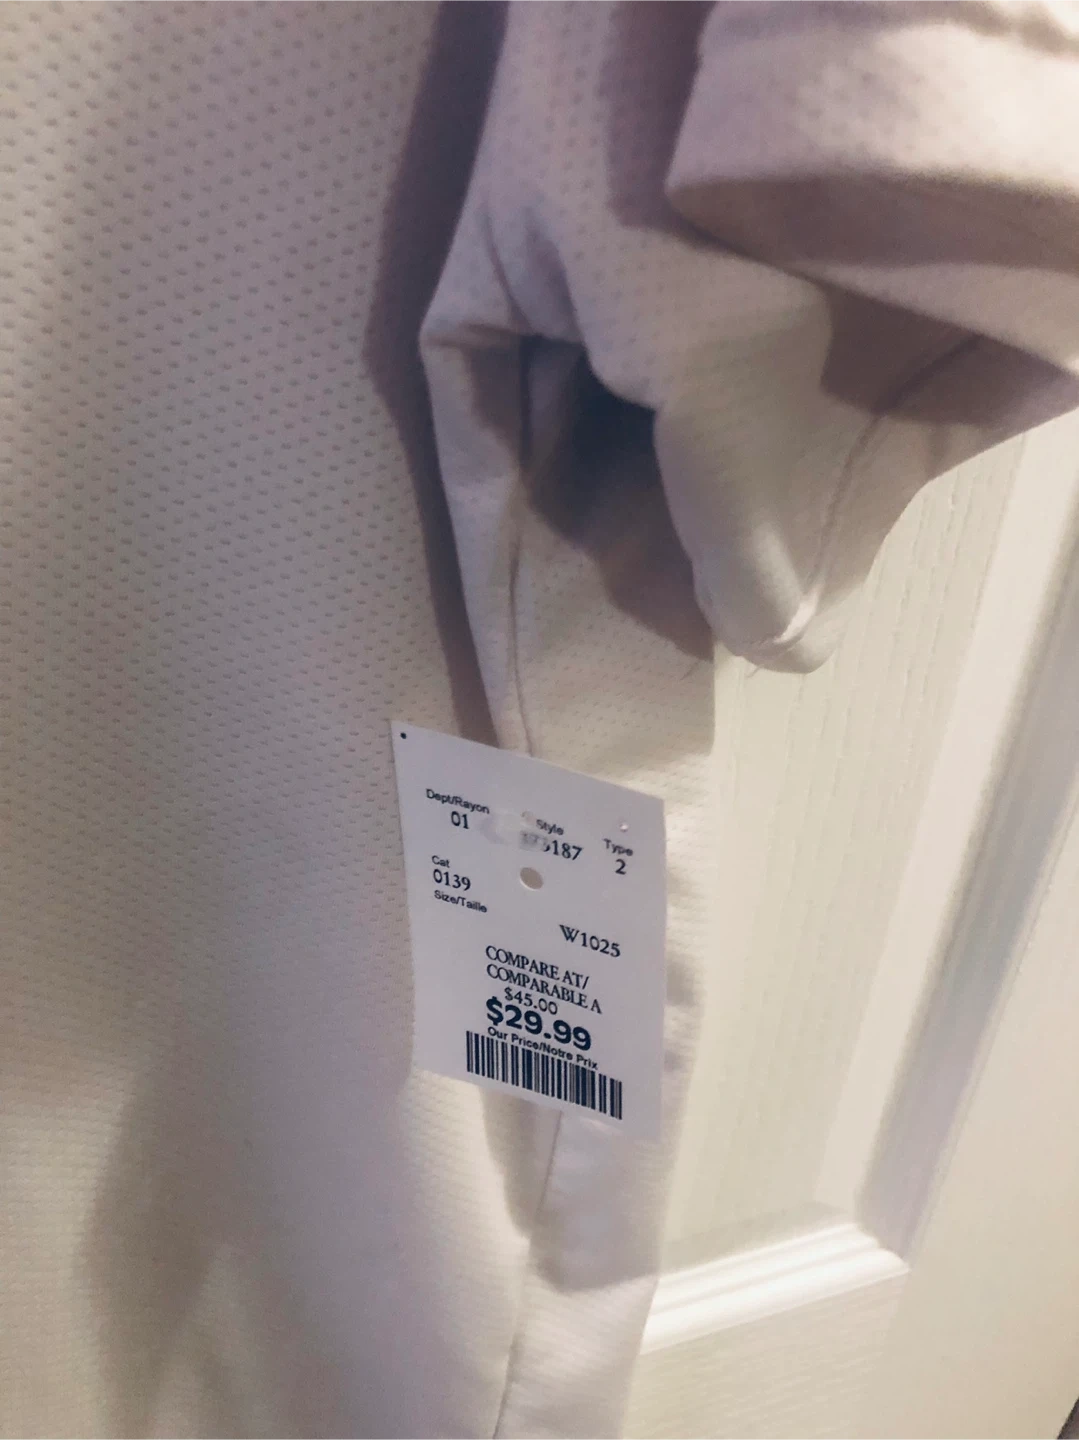 Dept/Rayon Style Type
01 187 2
Cat
0139
Size/Taille
W1025
COMPARE AT/
COMPARABLE A
$45.00
$29.99
Our Price/Notre Prix